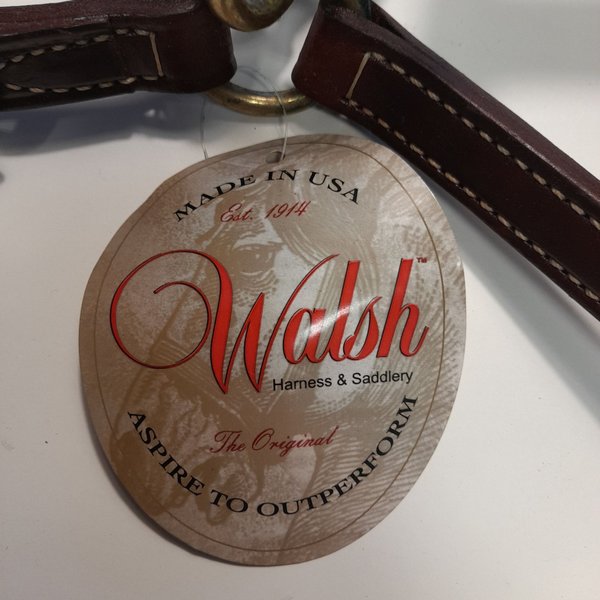 MADE IN USA
Est. 1914
Walsh™
Harness & Saddlery
The Original
ASPIRE TO OUTPERFORM